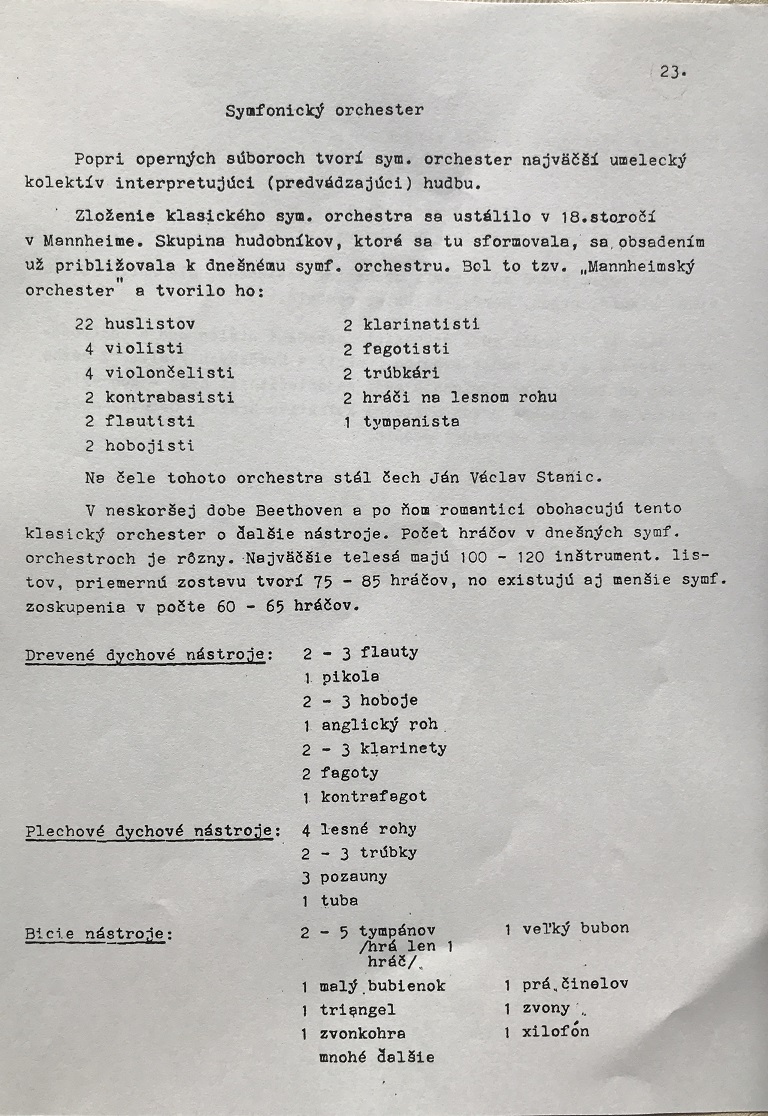 23.
Symfonický orchester
Popri operných súboroch tvorí sym. orchester najväčší umelecký
kolektív interpretujúci (predvádzajúci) hudbu.
Zloženie klasického sym. orchestra sa ustálilo v 18.storočí
v Mannheime. Skupina hudobníkov, ktorá sa tu sformovala, sa obsadením
už približovala k dnešnému symf. orchestru. Bol to tzv. „Mannheimský
orchester" a tvorilo ho:
22 huslistov 2 klarinetisti
4 violisti 2 fagotisti
4 violončelisti 2 trúbkári
2 kontrabasisti 2 hráči na lesnom rohu
2 flautisti 1 tympanista
2 hobojisti
Na čele tohoto orchestra stál čech Ján Václav Stanic.
V neskoršej dobe Beethoven a po ňom romantici obohacujú tento
klasický orchester o ďalšie nástroje. Počet hráčov v dnešných symf.
orchestroch je rôzny. Najväčšie telesá majú 100 - 120 inštrument. lis-
tov, priemernú zostavu tvorí 75 - 85 hráčov, no existujú aj menšie symf.
zoskupenia v počte 60 - 65 hráčov.
Drevené dychové nástroje: 2 - 3 flauty
1 pikola
2 - 3 hoboje
1 anglický roh
2 - 3 klarinety
2 fagoty
1 kontrafagot
Plechové dychové nástroje: 4 lesné rohy
2 - 3 trúbky
3 pozauny
1 tuba
Bicie nástroje: 2 - 5 tympánov 1 veľký bubon
/hrá len 1
hráč/
1 malý bubienok 1 prá. činelov
1 triangel 1 zvony
1 zvonkohra 1 xilofón
mnohé ďalšie